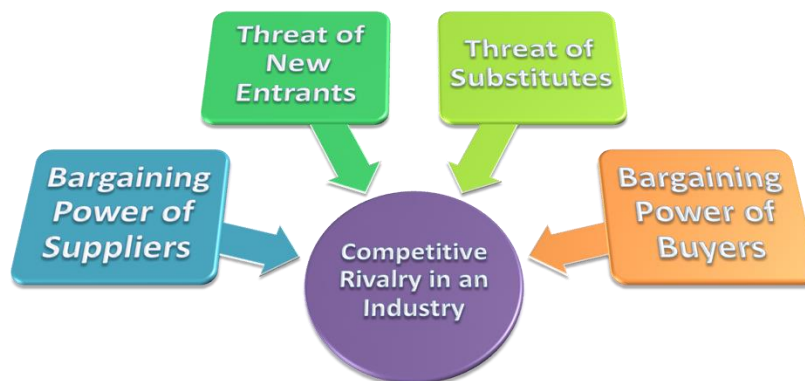 Threat of
New
Entrants
Threat of
Substitutes
Bargaining
Power of
Suppliers
Bargaining
Power of
Buyers
Competitive
Rivalry in an
Industry